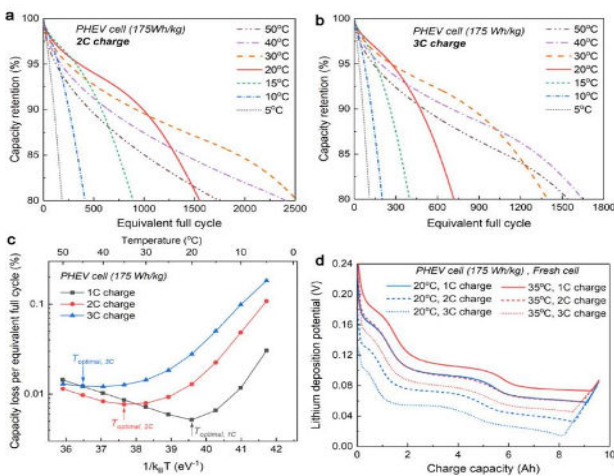 a
PHEV cell (175Wh/kg)
2C charge
50°C
40°C
30°C
20°C
15°C
10°C
5°C
Capacity retention (%)
100
95
90
85
80
0 500 1000 1500 2000 2500
Equivalent full cycle
b
PHEV cell (175 Wh/kg)
3C charge
50°C
40°C
30°C
20°C
15°C
10°C
5°C
Capacity retention (%)
100
95
90
85
80
0 300 600 900 1200 1500 1800
Equivalent full cycle
c
Temperature (°C)
50 40 30 20 10 0
PHEV cell (175 Wh/kg)
1C charge
2C charge
3C charge
Capacity loss per equivalent full cycle (%)
0.1
0.01
Toptimal, 3C
Toptimal, 2C
Toptimal, 1C
36 37 38 39 40 41 42
1/kBT (eV⁻¹)
d
PHEV cell (175 Wh/kg) , Fresh cell
20°C, 1C charge
20°C, 2C charge
20°C, 3C charge
35°C, 1C charge
35°C, 2C charge
35°C, 3C charge
Lithium deposition potential (V)
0.24
0.20
0.16
0.12
0.08
0.04
0.00
0 2 4 6 8 10
Charge capacity (Ah)